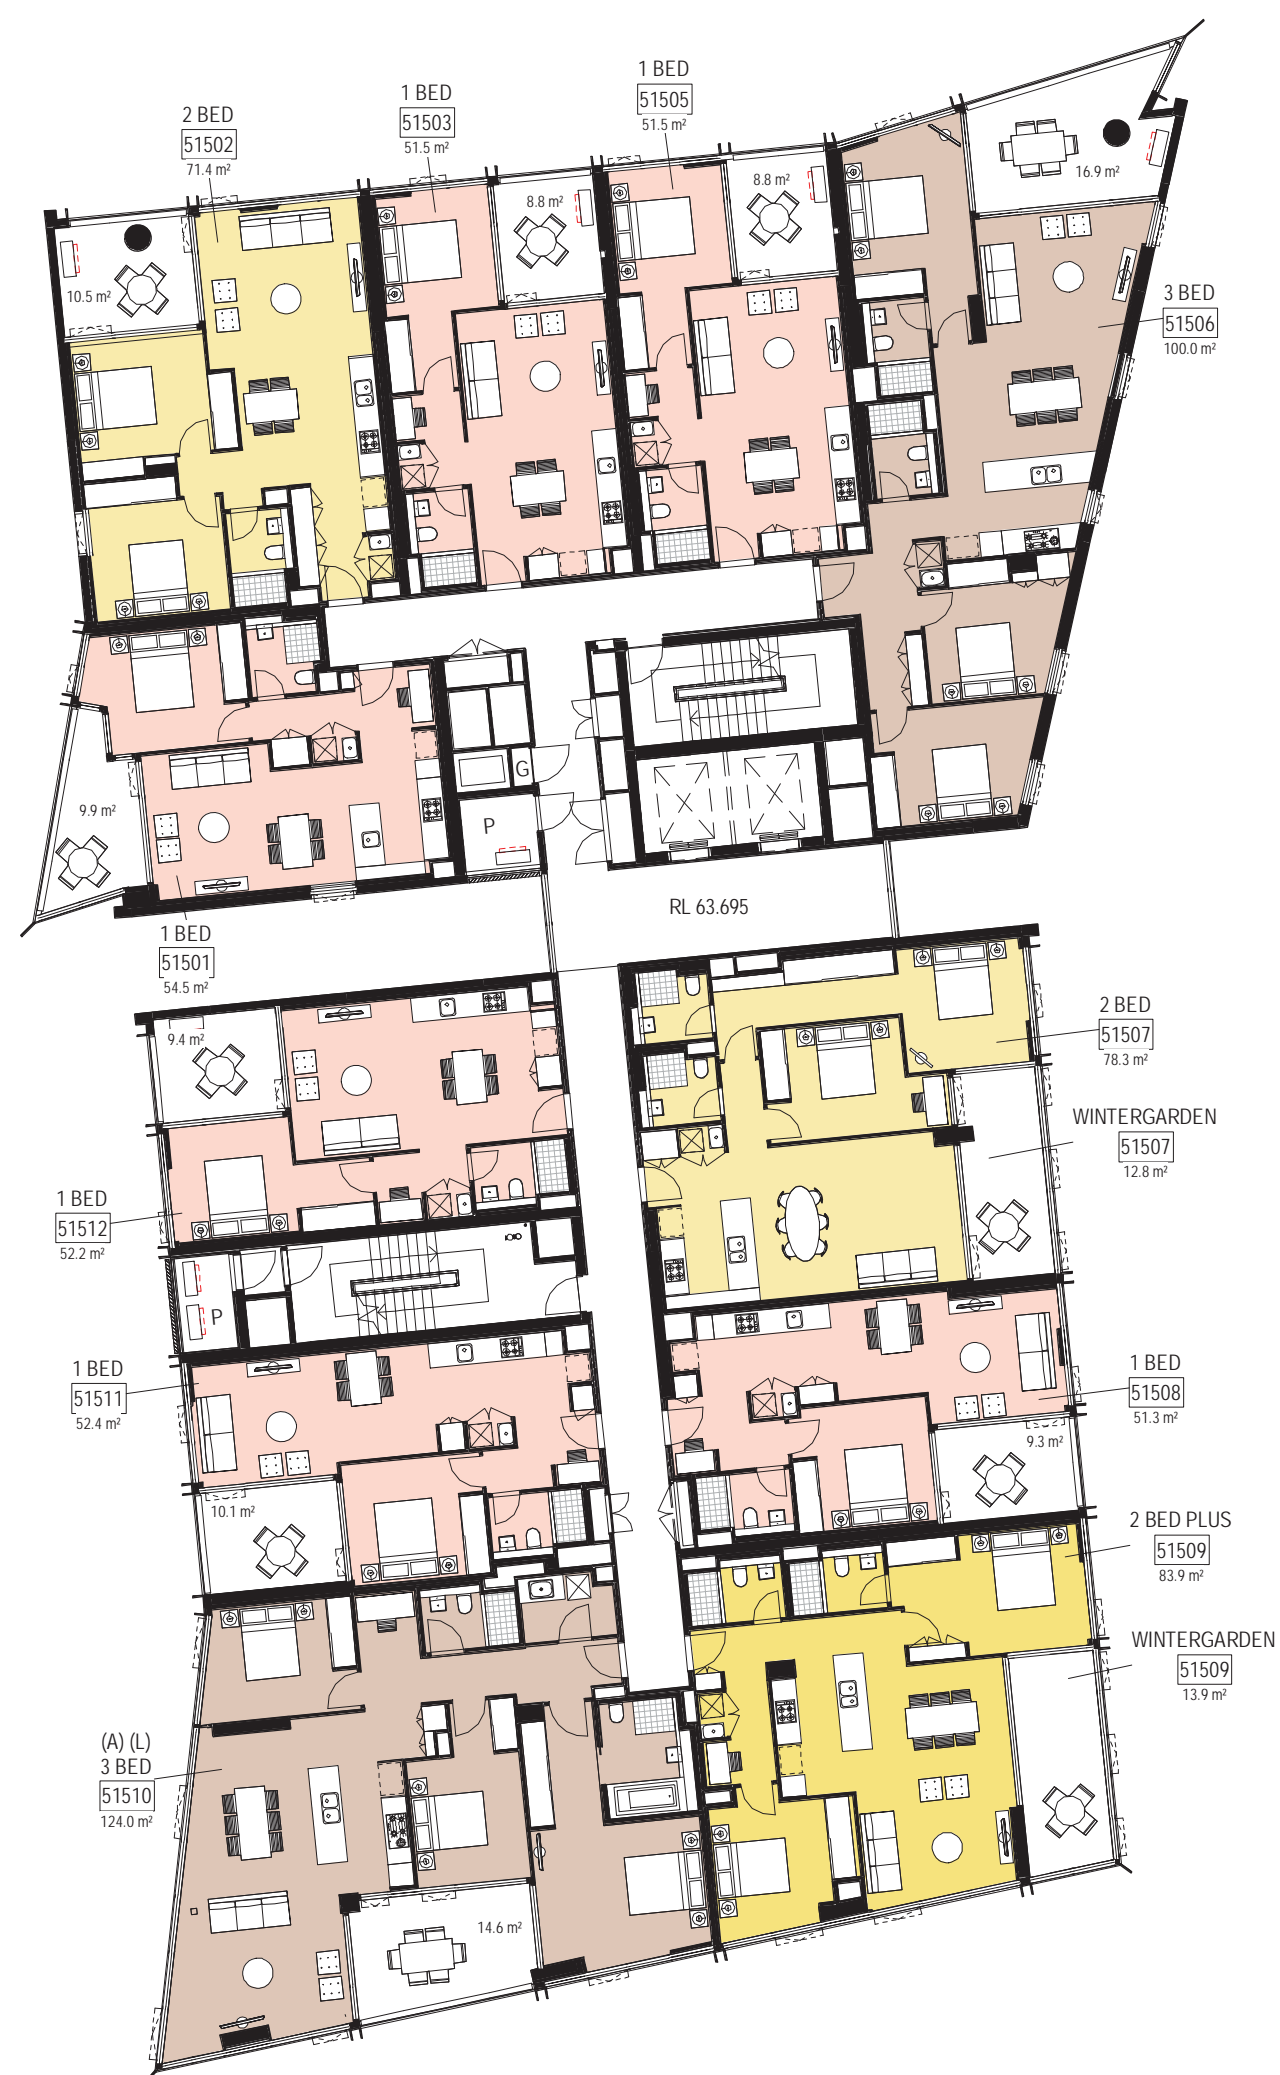 1 BED
51505
51.5 m²
1 BED
51503
51.5 m²
2 BED
51502
71.4 m²
16.9 m²
8.8 m²
8.8 m²
10.5 m²
3 BED
51506
100.0 m²
G
P
9.9 m²
RL 63.695
1 BED
51501
54.5 m²
2 BED
51507
78.3 m²
9.4 m²
WINTERGARDEN
51507
12.8 m²
1 BED
51512
52.2 m²
P
1 BED
51511
52.4 m²
1 BED
51508
51.3 m²
9.3 m²
10.1 m²
2 BED PLUS
51509
83.9 m²
WINTERGARDEN
51509
13.9 m²
(A) (L)
3 BED
51510
124.0 m²
14.6 m²